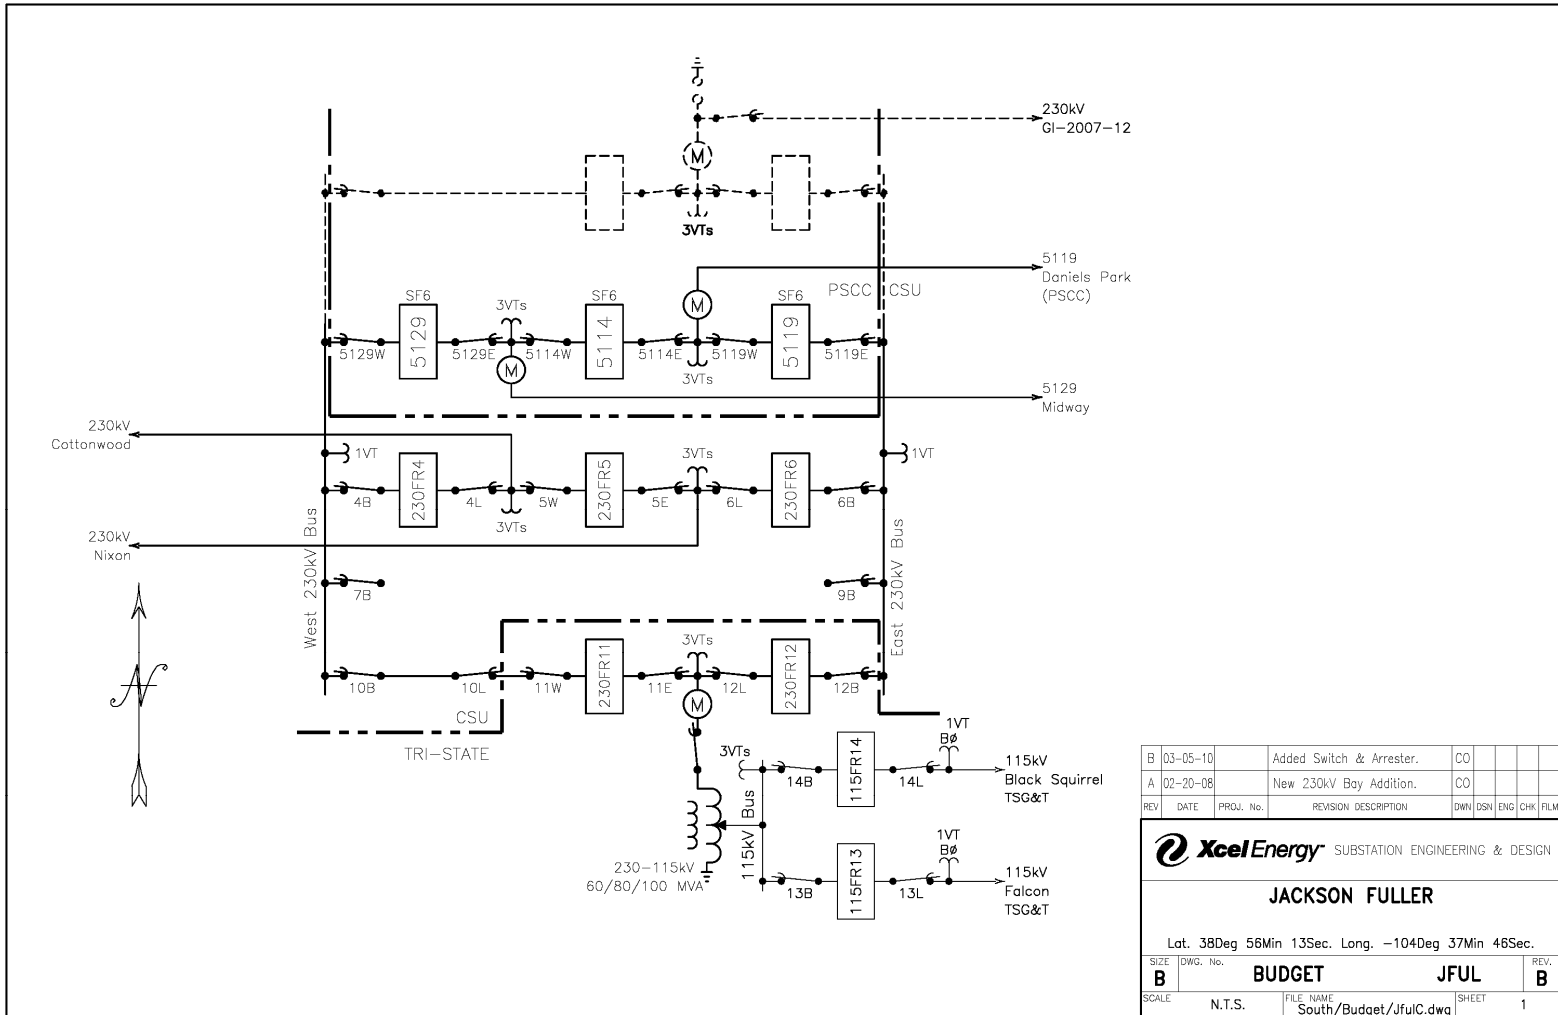 230kV
GI-2007-12
M
3VTs
5119
Daniels Park
(PSCC)
PSCC CSU
SF6
3VTs
SF6
M
SF6
5129
5114
5119
5129W
5129E
5114W
5114E
5119W
5119E
M
3VTs
5129
Midway
230kV
Cottonwood
1VT
3VTs
1VT
230FR4
230FR5
230FR6
4B
4L
5W
5E
6L
6B
3VTs
230kV
Nixon
West 230kV Bus
East 230kV Bus
7B
9B
3VTs
230FR11
230FR12
10B
10L
11W
11E
12L
12B
M
CSU
TRI-STATE
3VTs
1VT
BØ
115FR14
14B
14L
115kV
Black Squirrel
TSG&T
115kV Bus
230-115kV
60/80/100 MVA
1VT
BØ
115FR13
13B
13L
115kV
Falcon
TSG&T
N
B 03-05-10 Added Switch & Arrester. CO
A 02-20-08 New 230kV Bay Addition. CO
REV DATE PROJ. No. REVISION DESCRIPTION DWN DSN ENG CHK FILM
Xcel Energy SUBSTATION ENGINEERING & DESIGN
JACKSON FULLER
Lat. 38Deg 56Min 13Sec. Long. -104Deg 37Min 46Sec.
SIZE DWG. No. REV.
B BUDGET JFUL B
SCALE FILE NAME SHEET
N.T.S. South/Budget/JfulC.dwg 1